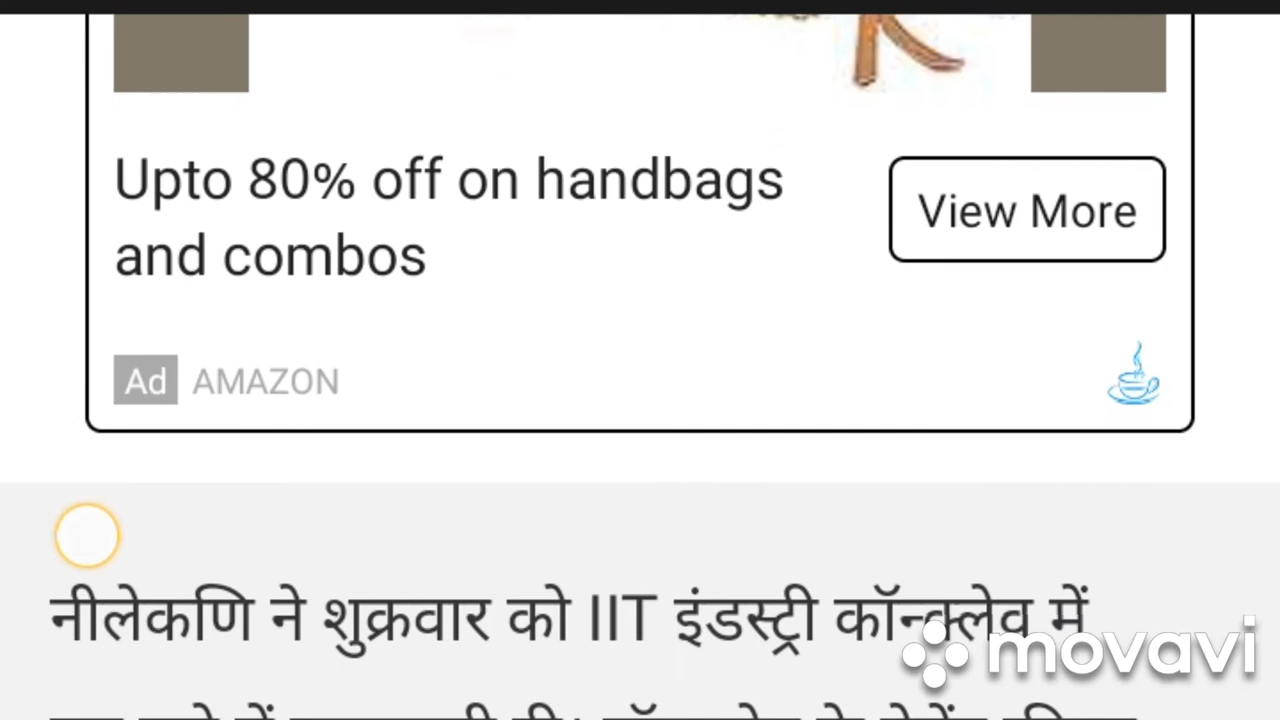 Upto 80% off on handbags
and combos
View More
Ad AMAZON
नीलेकणि ने शुक्रवार को IIT इंडस्ट्री कॉन्क्लेव में
movavi